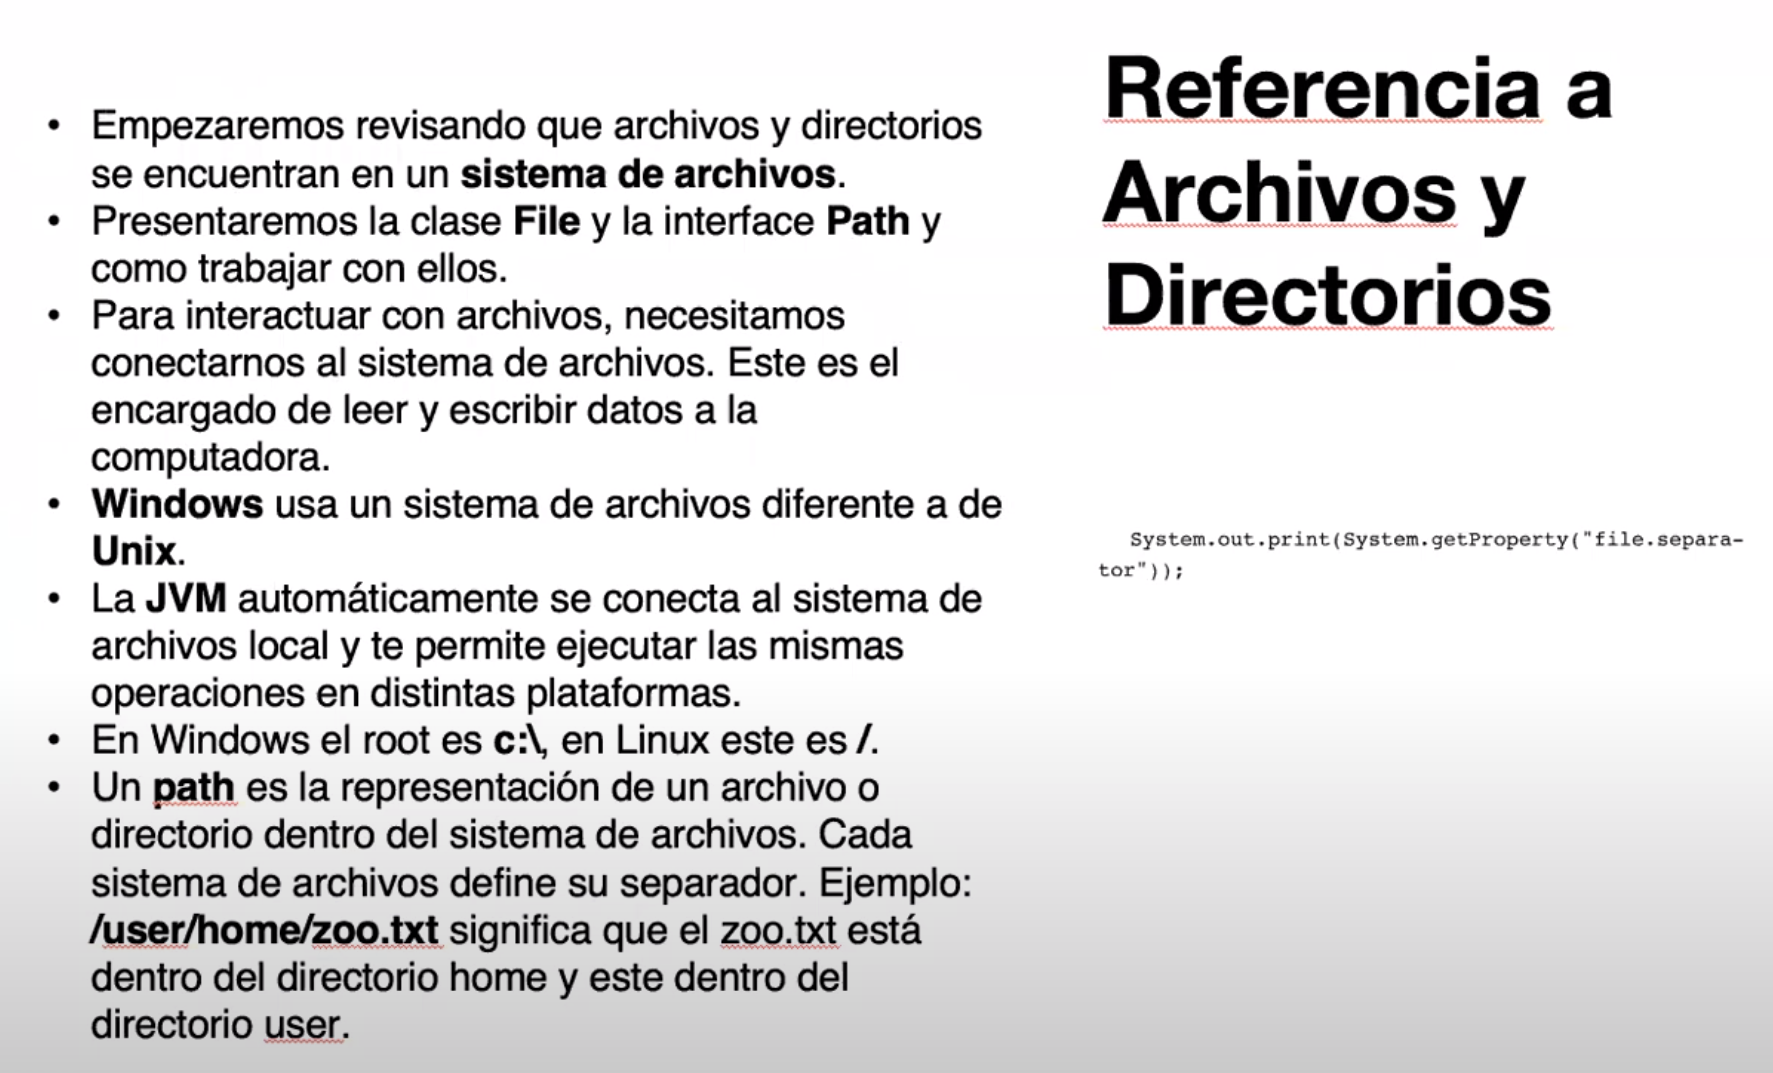 Referencia a
Archivos y
Directorios
• Empezaremos revisando que archivos y directorios
se encuentran en un sistema de archivos.
• Presentaremos la clase File y la interface Path y
como trabajar con ellos.
• Para interactuar con archivos, necesitamos
conectarnos al sistema de archivos. Este es el
encargado de leer y escribir datos a la
computadora.
• Windows usa un sistema de archivos diferente a de
Unix.
• La JVM automáticamente se conecta al sistema de
archivos local y te permite ejecutar las mismas
operaciones en distintas plataformas.
• En Windows el root es c:\, en Linux este es /.
• Un path es la representación de un archivo o
directorio dentro del sistema de archivos. Cada
sistema de archivos define su separador. Ejemplo:
/user/home/zoo.txt significa que el zoo.txt está
dentro del directorio home y este dentro del
directorio user.
System.out.print(System.getProperty("file.separa-
tor"));